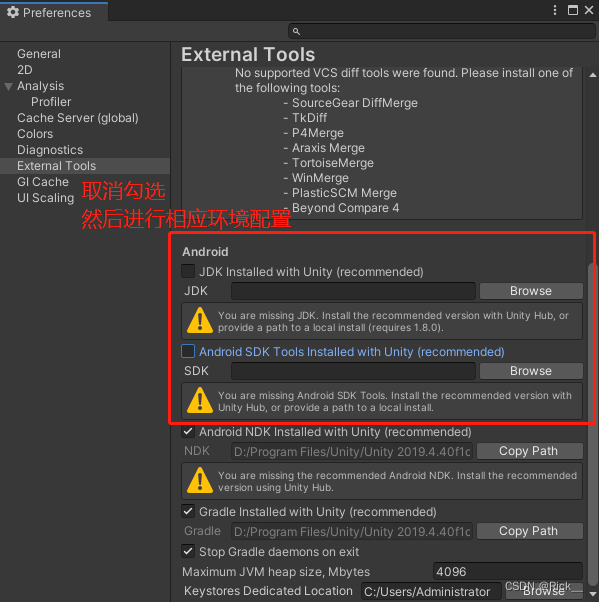 Preferences
General
2D
Analysis
Profiler
Cache Server (global)
Colors
Diagnostics
External Tools
GI Cache
UI Scaling
取消勾选
然后进行相应环境配置
External Tools
No supported VCS diff tools were found. Please install one of
the following tools:
- SourceGear DiffMerge
- TkDiff
- P4Merge
- Araxis Merge
- TortoiseMerge
- WinMerge
- PlasticSCM Merge
- Beyond Compare 4
Android
JDK Installed with Unity (recommended)
JDK Browse
You are missing JDK. Install the recommended version with Unity Hub, or
provide a path to a local install (requires 1.8.0).
Android SDK Tools Installed with Unity (recommended)
SDK Browse
You are missing Android SDK Tools. Install the recommended version with
Unity Hub, or provide a path to a local install.
Android NDK Installed with Unity (recommended)
NDK D:/Program Files/Unity/Unity 2019.4.40f1c Copy Path
You are missing the recommended Android NDK. Install the recommended
version using Unity Hub.
Gradle Installed with Unity (recommended)
Gradle D:/Program Files/Unity/Unity 2019.4.40f1c Copy Path
Stop Gradle daemons on exit
Maximum JVM heap size, Mbytes 4096
Keystores Dedicated Location C:/Users/Administrator Browse
CSDN @Rick__